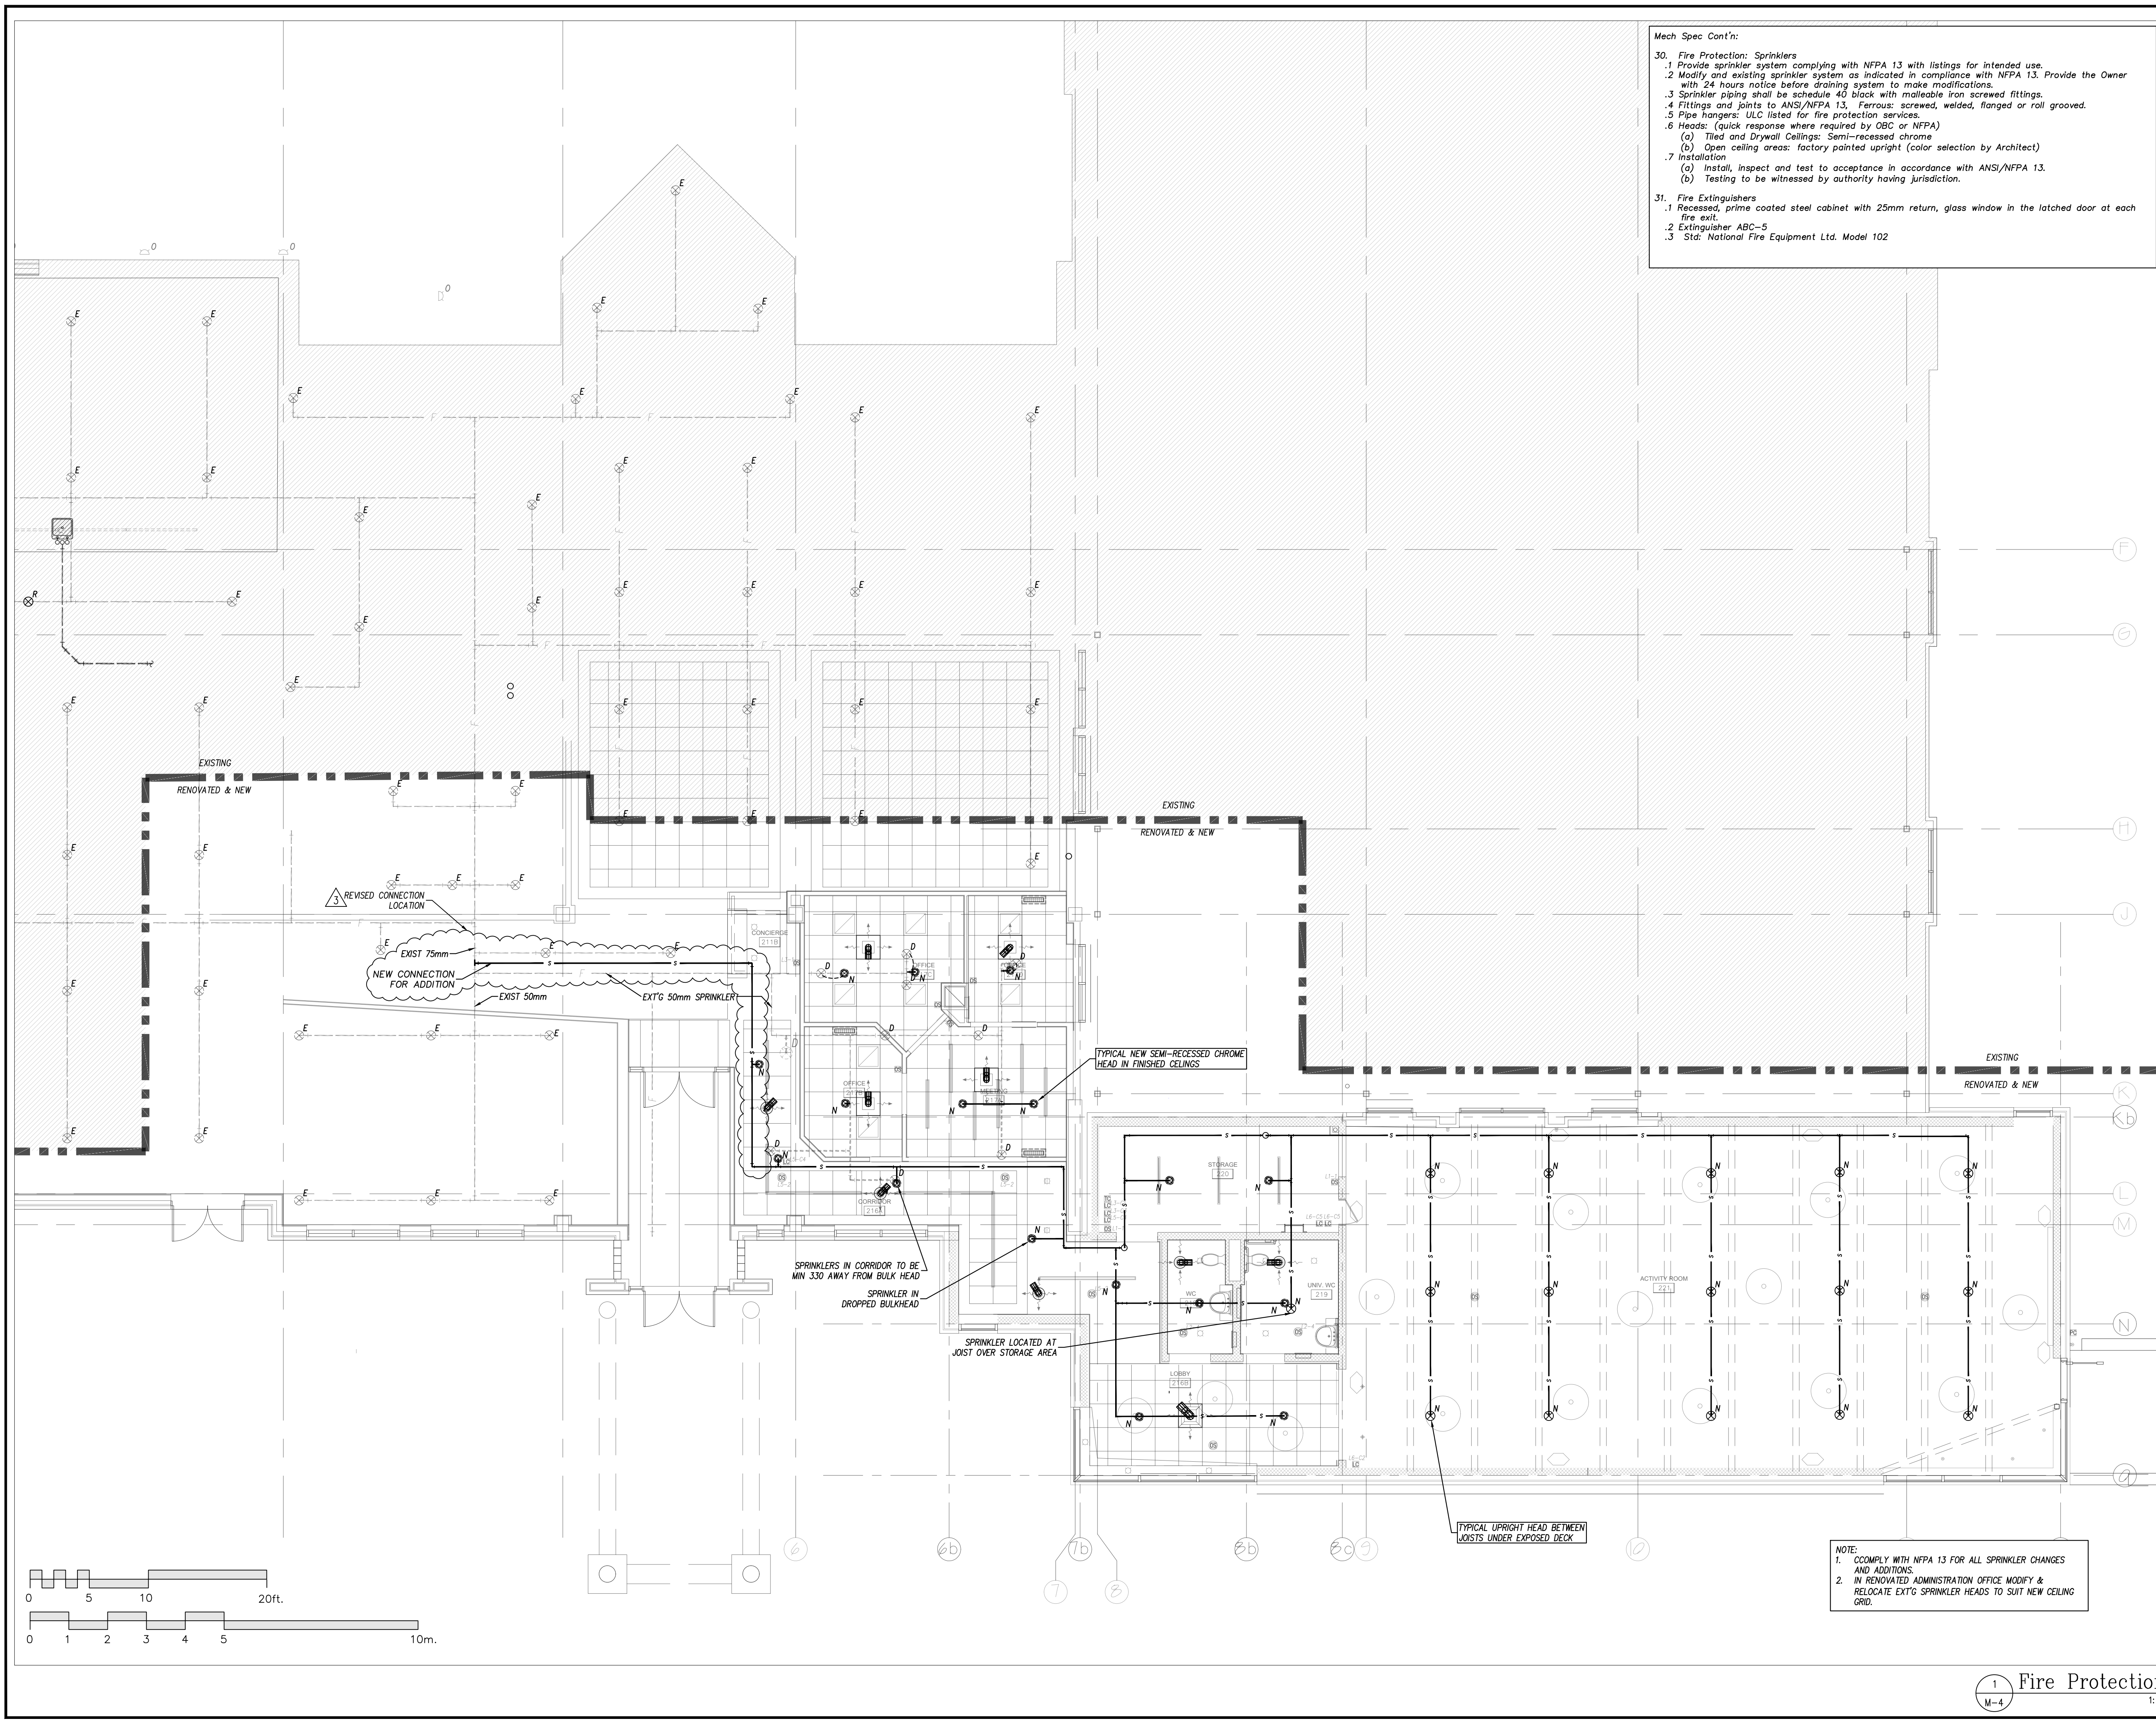 Mech Spec Cont'n:
30. Fire Protection: Sprinklers
.1 Provide sprinkler system complying with NFPA 13 with listings for intended use.
.2 Modify and existing sprinkler system as indicated in compliance with NFPA 13. Provide the Owner
with 24 hours notice before draining system to make modifications.
.3 Sprinkler piping shall be schedule 40 black with malleable iron screwed fittings.
.4 Fittings and joints to ANSI/NFPA 13, Ferrous: screwed, welded, flanged or roll grooved.
.5 Pipe hangers: ULC listed for fire protection services.
.6 Heads: (quick response where required by OBC or NFPA)
(a) Tiled and Drywall Ceilings: Semi-recessed chrome
(b) Open ceiling areas: factory painted upright (color selection by Architect)
.7 Installation
(a) Install, inspect and test to acceptance in accordance with ANSI/NFPA 13.
(b) Testing to be witnessed by authority having jurisdiction.
31. Fire Extinguishers
.1 Recessed, prime coated steel cabinet with 25mm return, glass window in the latched door at each
fire exit.
.2 Extinguisher ABC-5
.3 Std: National Fire Equipment Ltd. Model 102
EXISTING
RENOVATED & NEW
EXISTING
RENOVATED & NEW
3
REVISED CONNECTION
LOCATION
EXIST 75mm
NEW CONNECTION
FOR ADDITION
EXIST 50mm
EXT'G 50mm SPRINKLER
CONCIERGE
211B
OFFICE
OFFICE
MEETING
TYPICAL NEW SEMI-RECESSED CHROME
HEAD IN FINISHED CELINGS
EXISTING
RENOVATED & NEW
CORRIDOR
216A
STORAGE
220
SPRINKLERS IN CORRIDOR TO BE
MIN 330 AWAY FROM BULK HEAD
SPRINKLER IN
DROPPED BULKHEAD
WC
UNIV. WC
219
ACTIVITY ROOM
221
SPRINKLER LOCATED AT
JOIST OVER STORAGE AREA
LOBBY
216B
TYPICAL UPRIGHT HEAD BETWEEN
JOISTS UNDER EXPOSED DECK
F
G
H
J
K
Kb
L
M
N
O
6
6b
7
7b
8
8b
8c
9
10
NOTE:
1. CCOMPLY WITH NFPA 13 FOR ALL SPRINKLER CHANGES
AND ADDITIONS.
2. IN RENOVATED ADMINISTRATION OFFICE MODIFY &
RELOCATE EXT'G SPRINKLER HEADS TO SUIT NEW CEILING
GRID.
0 5 10 20ft.
0 1 2 3 4 5 10m.
1
M-4
Fire Protection
1: